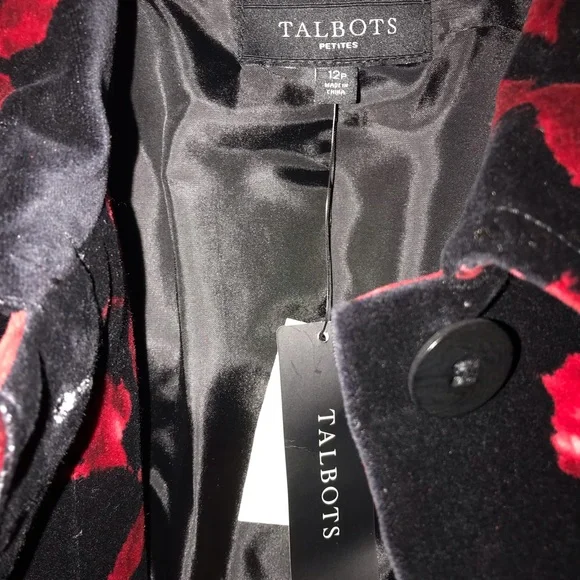 TALBOTS
PETITES
12P
MADE IN
CHINA
TALBOTS